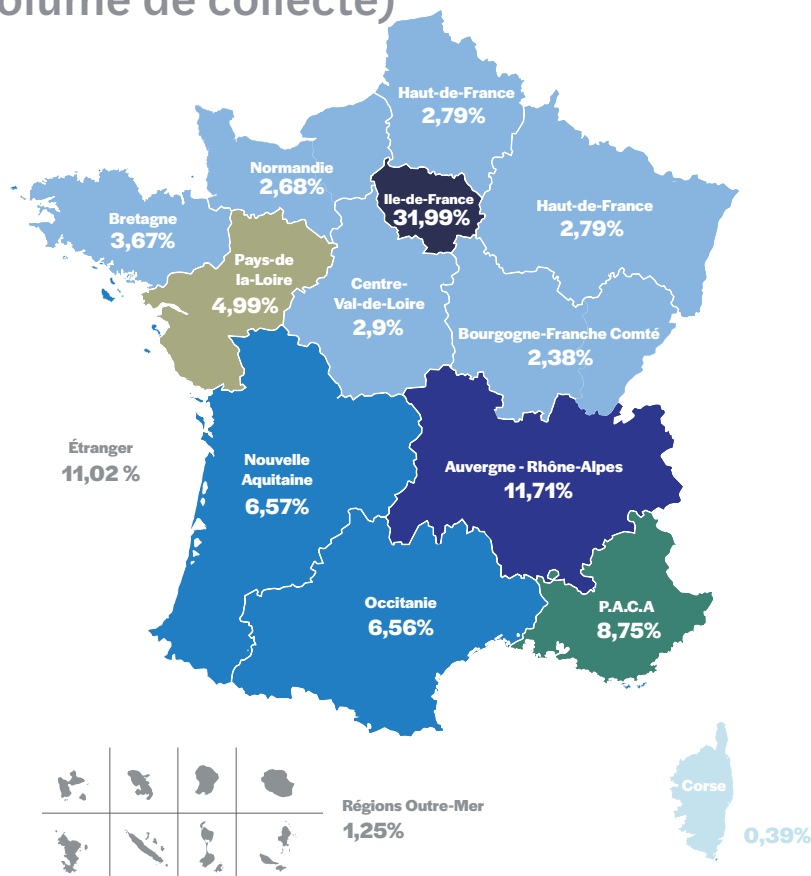 olume de collecte)
Haut-de-France
2,79%
Normandie
2,68%
Ile-de-France
31,99%
Haut-de-France
2,79%
Bretagne
3,67%
Pays-de
la-Loire
4,99%
Centre-
Val-de-Loire
2,9%
Bourgogne-Franche Comté
2,38%
Étranger
11,02 %
Nouvelle
Aquitaine
6,57%
Auvergne - Rhône-Alpes
11,71%
Occitanie
6,56%
P.A.C.A
8,75%
Régions Outre-Mer
1,25%
Corse
0,39%